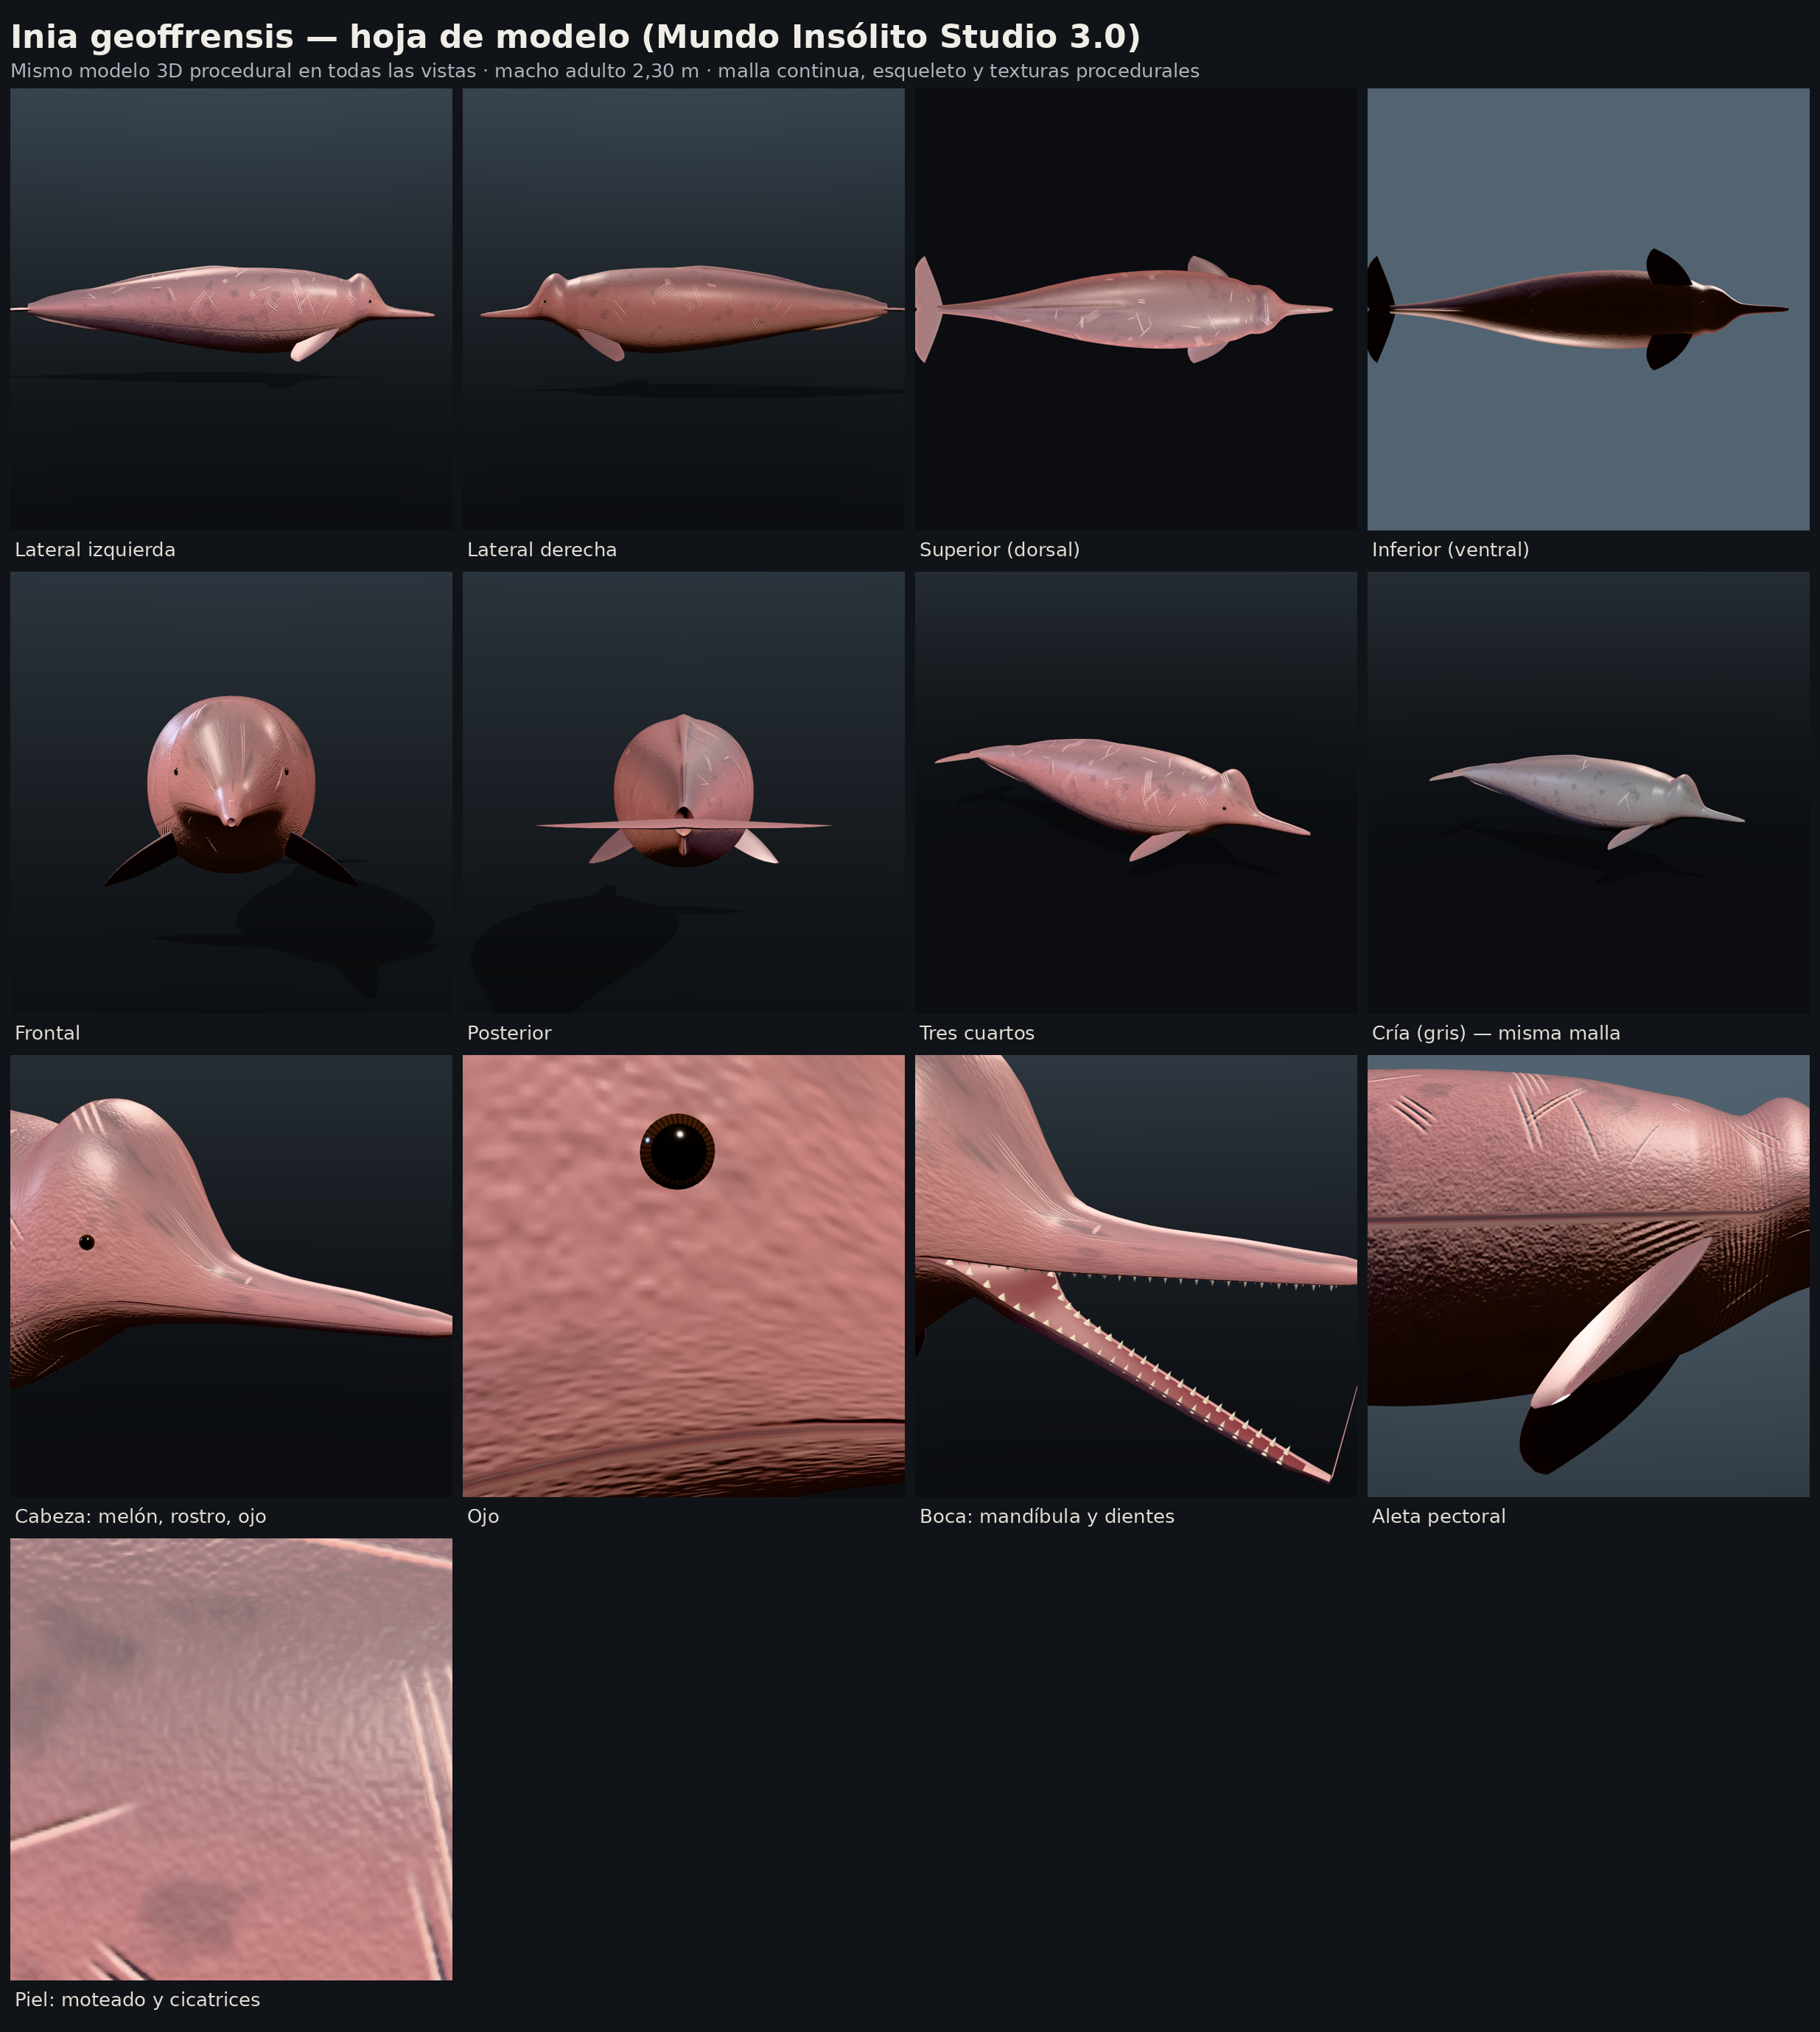 Inia geoffrensis — hoja de modelo (Mundo Insólito Studio 3.0)
Mismo modelo 3D procedural en todas las vistas · macho adulto 2,30 m · malla continua, esqueleto y texturas procedurales
Lateral izquierda
Lateral derecha
Superior (dorsal)
Inferior (ventral)
Frontal
Posterior
Tres cuartos
Cría (gris) — misma malla
Cabeza: melón, rostro, ojo
Ojo
Boca: mandíbula y dientes
Aleta pectoral
Piel: moteado y cicatrices